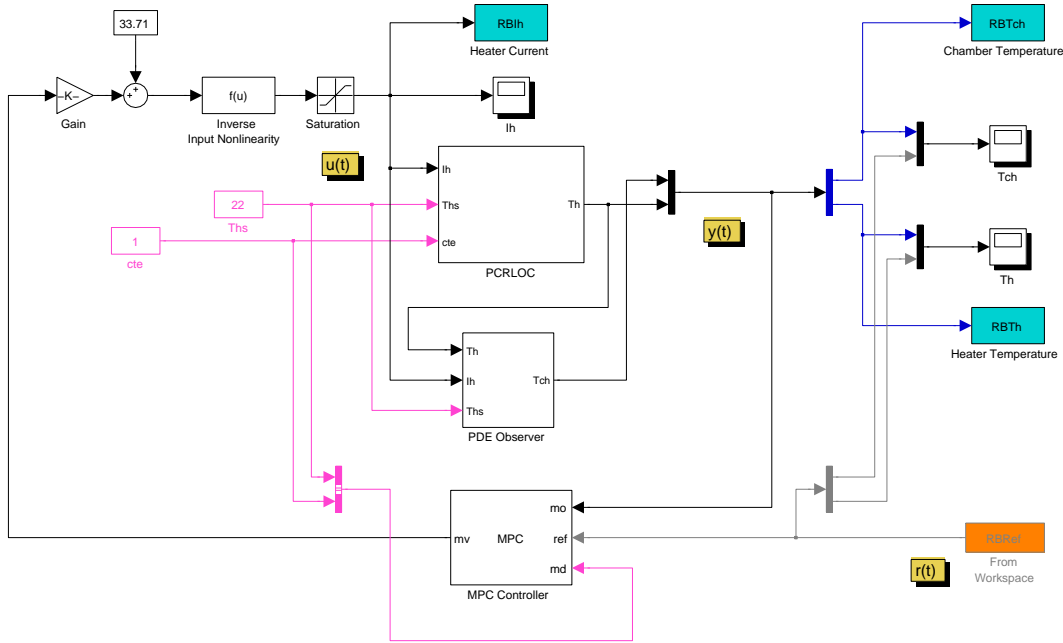 33.71
RBIh
Heater Current
RBTch
Chamber Temperature
-K-
Gain
+
+
f(u)
Inverse
Input Nonlinearity
Saturation
Ih
u(t)
Tch
22
Ths
1
cte
Ih
Ths
cte
Th
PCRLOC
y(t)
Th
RBTh
Heater Temperature
Th
Ih
Ths
Tch
PDE Observer
mv
MPC
mo
ref
md
MPC Controller
RBRef
From
Workspace
r(t)